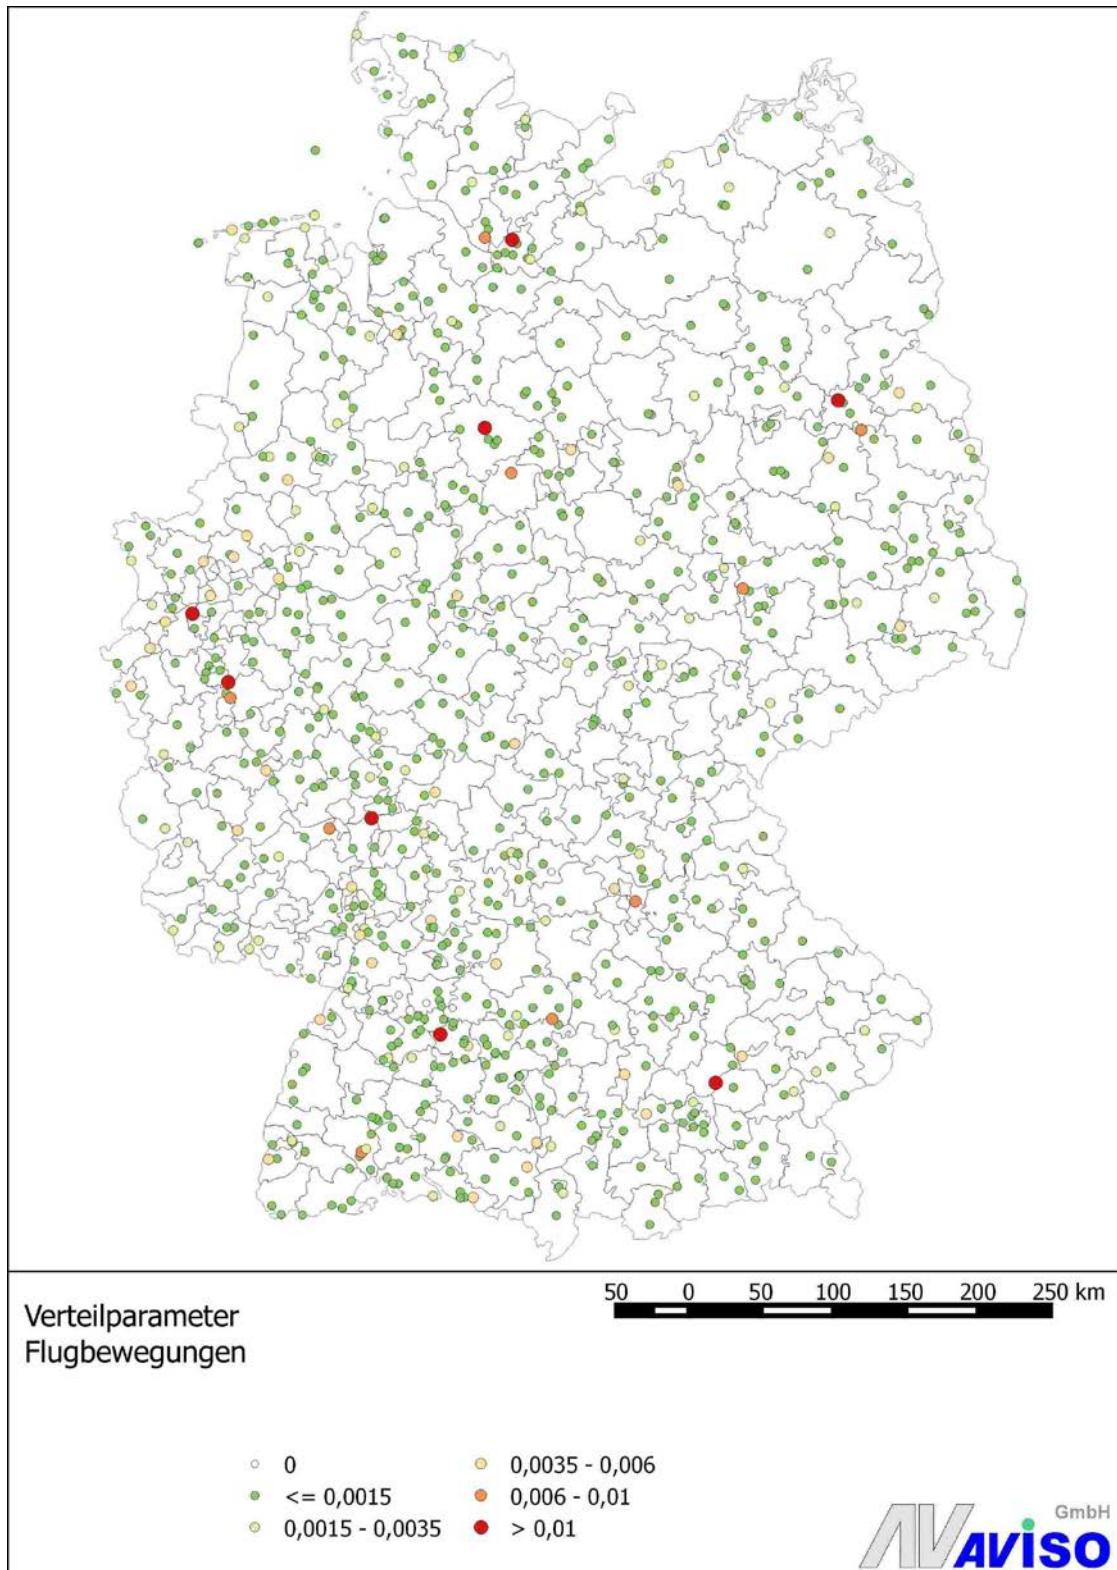 50 0 50 100 150 200 250 km
Verteilparameter
Flugbewegungen
0
<= 0,0015
0,0015 - 0,0035
0,0035 - 0,006
0,006 - 0,01
> 0,01
GmbH
AVISO